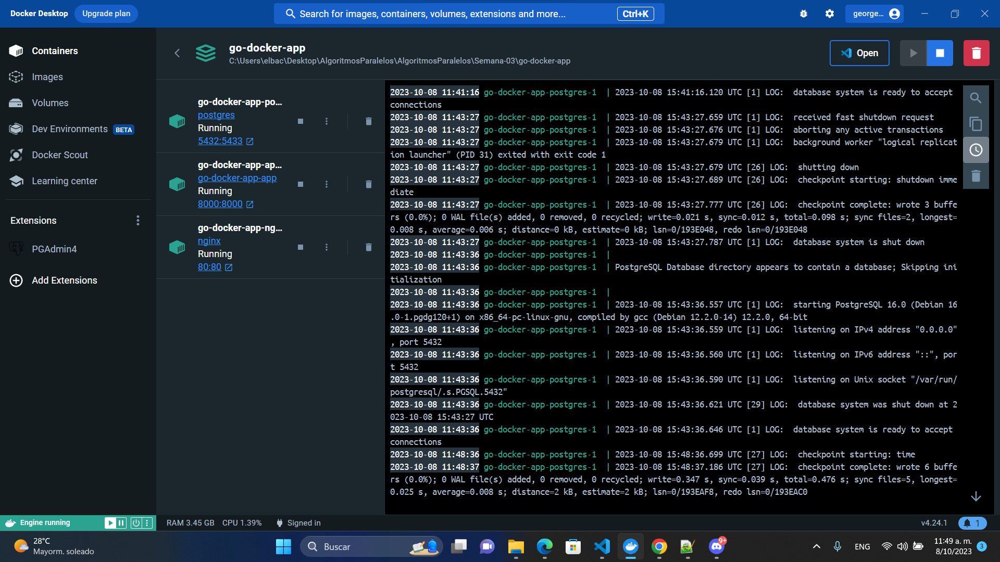 Docker Desktop
Upgrade plan
Search for images, containers, volumes, extensions and more...
Ctrl+K
george...
Containers
Images
Volumes
Dev Environments BETA
Docker Scout
Learning center
Extensions
PGAdmin4
Add Extensions
go-docker-app
C:\Users\elbac\Desktop\AlgoritmosParalelos\AlgoritmosParalelos\Semana-03\go-docker-app
Open
go-docker-app-po...
postgres
Running
5432:5433
go-docker-app-ap...
go-docker-app-app
Running
8000:8000
go-docker-app-ng...
nginx
Running
80:80
2023-10-08 11:41:16 go-docker-app-postgres-1 | 2023-10-08 15:41:16.120 UTC [1] LOG: database system is ready to accept
connections
2023-10-08 11:43:27 go-docker-app-postgres-1 | 2023-10-08 15:43:27.659 UTC [1] LOG: received fast shutdown request
2023-10-08 11:43:27 go-docker-app-postgres-1 | 2023-10-08 15:43:27.676 UTC [1] LOG: aborting any active transactions
2023-10-08 11:43:27 go-docker-app-postgres-1 | 2023-10-08 15:43:27.679 UTC [1] LOG: background worker "logical replicat
ion launcher" (PID 31) exited with exit code 1
2023-10-08 11:43:27 go-docker-app-postgres-1 | 2023-10-08 15:43:27.679 UTC [26] LOG: shutting down
2023-10-08 11:43:27 go-docker-app-postgres-1 | 2023-10-08 15:43:27.689 UTC [26] LOG: checkpoint starting: shutdown imme
diate
2023-10-08 11:43:27 go-docker-app-postgres-1 | 2023-10-08 15:43:27.777 UTC [26] LOG: checkpoint complete: wrote 3 buffe
rs (0.0%); 0 WAL file(s) added, 0 removed, 0 recycled; write=0.021 s, sync=0.012 s, total=0.098 s; sync files=2, longest=
0.008 s, average=0.006 s; distance=0 kB, estimate=0 kB; lsn=0/193E048, redo lsn=0/193E048
2023-10-08 11:43:27 go-docker-app-postgres-1 | 2023-10-08 15:43:27.787 UTC [1] LOG: database system is shut down
2023-10-08 11:43:36 go-docker-app-postgres-1 |
2023-10-08 11:43:36 go-docker-app-postgres-1 | PostgreSQL Database directory appears to contain a database; Skipping ini
tialization
2023-10-08 11:43:36 go-docker-app-postgres-1 |
2023-10-08 11:43:36 go-docker-app-postgres-1 | 2023-10-08 15:43:36.557 UTC [1] LOG: starting PostgreSQL 16.0 (Debian 16
.0-1.pgdg120+1) on x86_64-pc-linux-gnu, compiled by gcc (Debian 12.2.0-14) 12.2.0, 64-bit
2023-10-08 11:43:36 go-docker-app-postgres-1 | 2023-10-08 15:43:36.559 UTC [1] LOG: listening on IPv4 address "0.0.0.0"
, port 5432
2023-10-08 11:43:36 go-docker-app-postgres-1 | 2023-10-08 15:43:36.560 UTC [1] LOG: listening on IPv6 address "::", por
t 5432
2023-10-08 11:43:36 go-docker-app-postgres-1 | 2023-10-08 15:43:36.590 UTC [1] LOG: listening on Unix socket "/var/run/
postgresql/.s.PGSQL.5432"
2023-10-08 11:43:36 go-docker-app-postgres-1 | 2023-10-08 15:43:36.621 UTC [29] LOG: database system was shut down at 2
023-10-08 15:43:27 UTC
2023-10-08 11:43:36 go-docker-app-postgres-1 | 2023-10-08 15:43:36.646 UTC [1] LOG: database system is ready to accept
connections
2023-10-08 11:48:36 go-docker-app-postgres-1 | 2023-10-08 15:48:36.699 UTC [27] LOG: checkpoint starting: time
2023-10-08 11:48:37 go-docker-app-postgres-1 | 2023-10-08 15:48:37.186 UTC [27] LOG: checkpoint complete: wrote 6 buffe
rs (0.0%); 0 WAL file(s) added, 0 removed, 0 recycled; write=0.347 s, sync=0.039 s, total=0.476 s; sync files=5, longest=
0.025 s, average=0.008 s; distance=2 kB, estimate=2 kB; lsn=0/193EAF8, redo lsn=0/193EAC0
Engine running
RAM 3.45 GB CPU 1.39% Signed in
v4.24.1
1
28°C
Mayorm. soleado
Buscar
9+
ENG
11:49 a. m.
8/10/2023
3